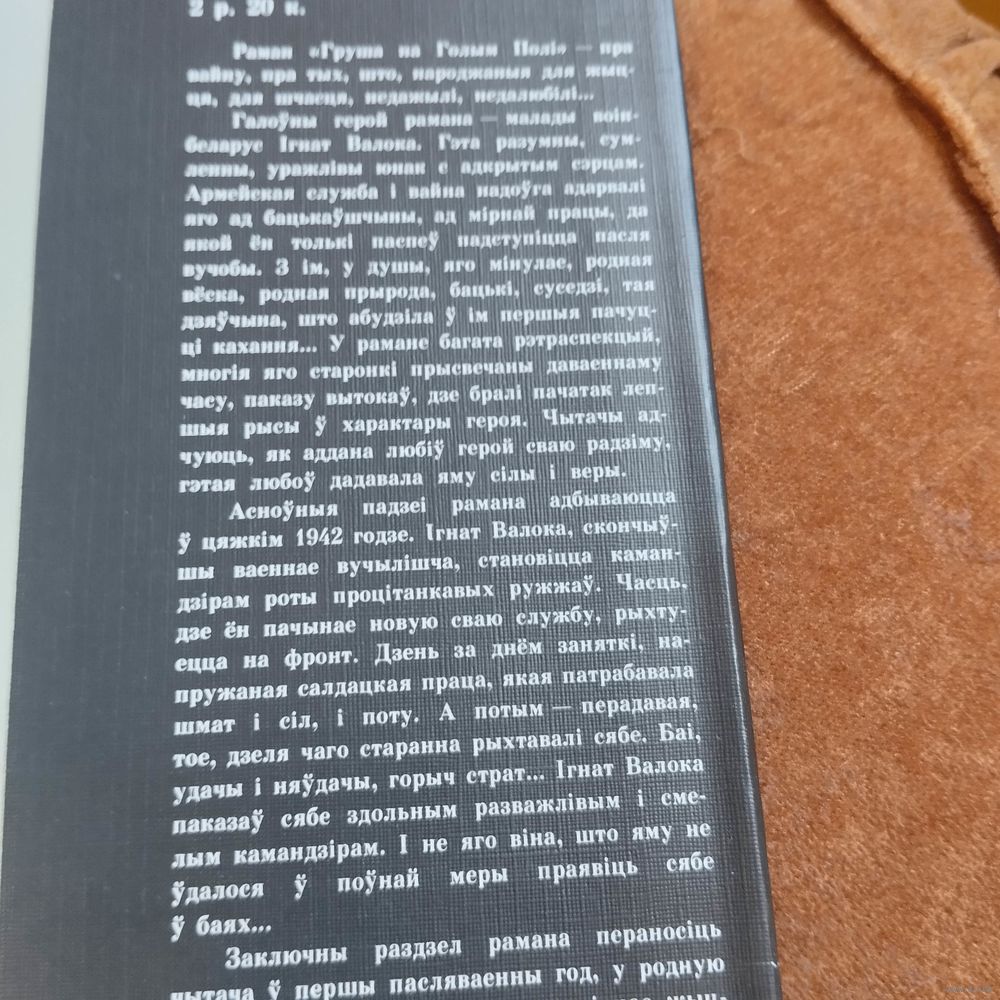 2 р. 20 к.
Раман «Груша на Голым Полі» — пра
вайну, пра тых, што, народжаныя для жыц-
ця, для шчасця, недажылі, недалюбілі...
Галоўны герой рамана — малады воін-
беларус Ігнат Валока. Гэта разумны, сум-
ленны, уражлівы юнак с адкрытым сэрцам.
Армейская служба і вайна надоўга адарвалі
яго ад бацькаўшчыны, ад мірнай працы, да
якой ён толькі паспеў падступіцца пасля
вучобы. З ім, у душы, яго мінулае, родная
вёска, родная прырода, бацькі, суседзі, тая
дзяўчына, што абудзіла ў ім першыя пачуц-
ці кахання... У рамане багата рэтраспекцый,
многія яго старонкі прысвечаны даваеннаму
часу, паказу вытокаў, дзе бралі пачатак леп-
шыя рысы ў характары героя. Чытачы ад-
чуюць, як аддана любіў герой сваю радзіму,
гэтая любоў дадавала яму сілы і веры.
Асноўныя падзеі рамана адбываюцца
ў цяжкім 1942 годзе. Ігнат Валока, скончыў-
шы ваеннае вучылішча, становіцца каман-
дзірам роты процітанкавых ружжаў. Часць,
дзе ён пачынае новую сваю службу, рыхту-
ецца на фронт. Дзень за днём заняткі, на-
пружаная салдацкая праца, якая патрабавала
шмат і сіл, і поту. А потым — перадавая,
тое, дзеля чаго старанна рыхтавалі сябе. Баі,
удачы і няўдачы, горыч страт... Ігнат Валока
паказаў сябе здольным разважлівым і сме-
лым камандзірам. І не яго віна, што яму не
ўдалося ў поўнай меры праявіць сябе
ў баях...
Заключны раздзел рамана пераносіць
чытача ў першы пасляваенны год, у родную